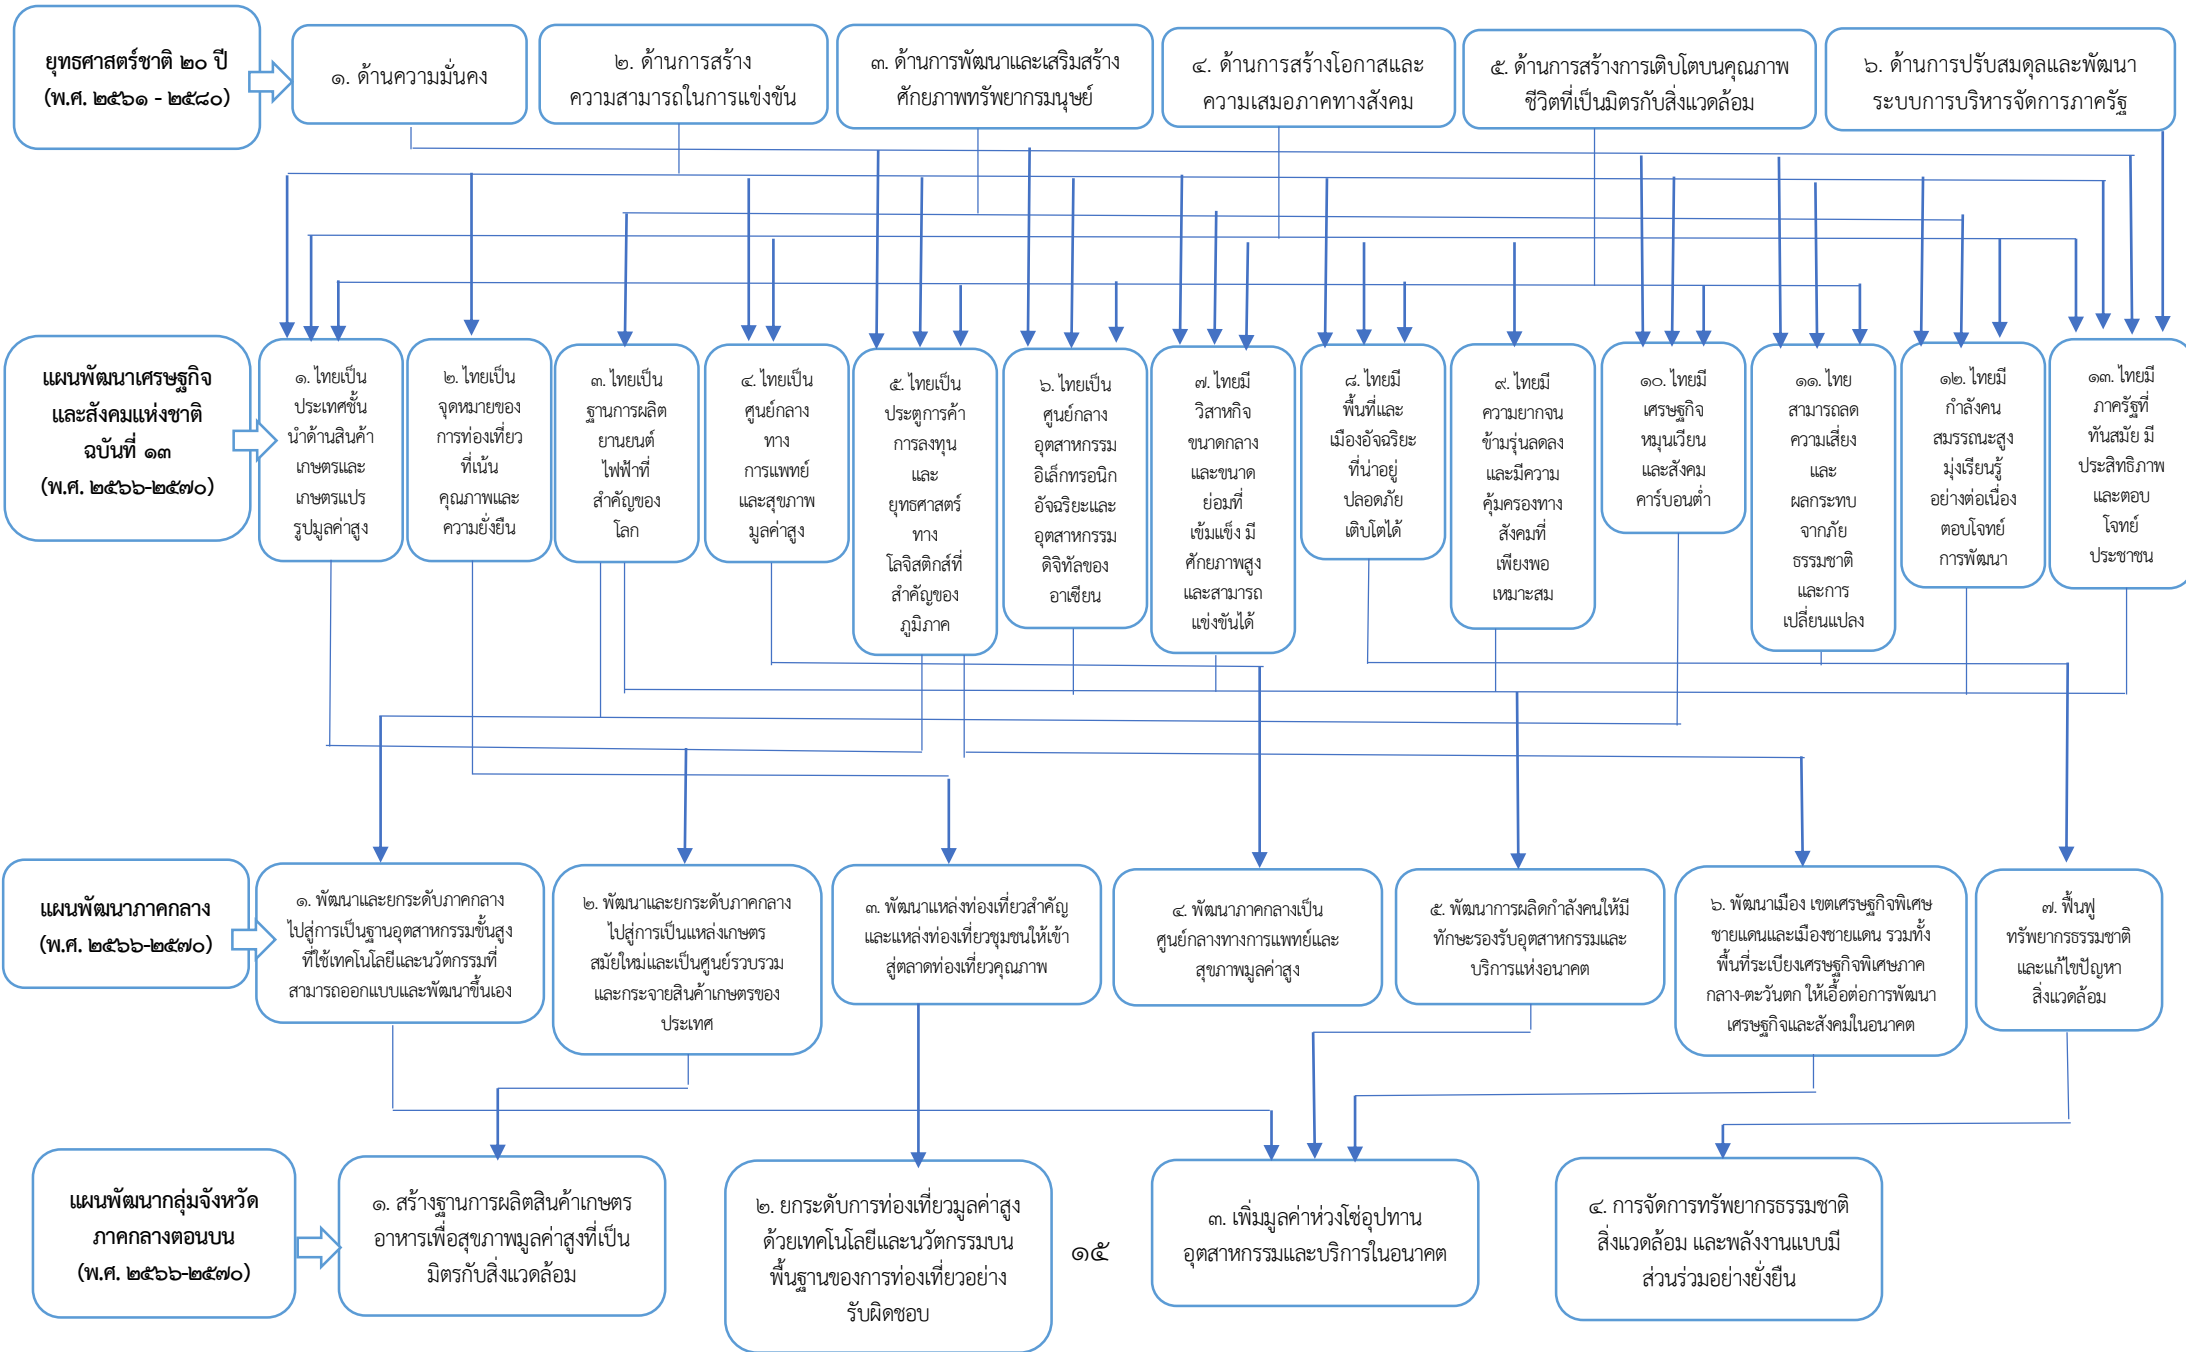 ยุทธศาสตร์ชาติ ๒๐ ปี
(พ.ศ. ๒๕๖๑ - ๒๕๘๐)
๑. ด้านความมั่นคง
๒. ด้านการสร้าง
ความสามารถในการแข่งขัน
๓. ด้านการพัฒนาและเสริมสร้าง
ศักยภาพทรัพยากรมนุษย์
๔. ด้านการสร้างโอกาสและ
ความเสมอภาคทางสังคม
๕. ด้านการสร้างการเติบโตบนคุณภาพ
ชีวิตที่เป็นมิตรกับสิ่งแวดล้อม
๖. ด้านการปรับสมดุลและพัฒนา
ระบบการบริหารจัดการภาครัฐ
แผนพัฒนาเศรษฐกิจ
และสังคมแห่งชาติ
ฉบับที่ ๑๓
(พ.ศ. ๒๕๖๖-๒๕๗๐)
๑. ไทยเป็น
ประเทศชั้น
นำด้านสินค้า
เกษตรและ
เกษตรแปร
รูปมูลค่าสูง
๒. ไทยเป็น
จุดหมายของ
การท่องเที่ยว
ที่เน้น
คุณภาพและ
ความยั่งยืน
๓. ไทยเป็น
ฐานการผลิต
ยานยนต์
ไฟฟ้าที่
สำคัญของ
โลก
๔. ไทยเป็น
ศูนย์กลาง
ทาง
การแพทย์
และสุขภาพ
มูลค่าสูง
๕. ไทยเป็น
ประตูการค้า
การลงทุน
และ
ยุทธศาสตร์
ทาง
โลจิสติกส์ที่
สำคัญของ
ภูมิภาค
๖. ไทยเป็น
ศูนย์กลาง
อุตสาหกรรม
อิเล็กทรอนิก
อัจฉริยะและ
อุตสาหกรรม
ดิจิทัลของ
อาเซียน
๗. ไทยมี
วิสาหกิจ
ขนาดกลาง
และขนาด
ย่อมที่
เข้มแข็ง มี
ศักยภาพสูง
และสามารถ
แข่งขันได้
๘. ไทยมี
พื้นที่และ
เมืองอัจฉริยะ
ที่น่าอยู่
ปลอดภัย
เติบโตได้
๙. ไทยมี
ความยากจน
ข้ามรุ่นลดลง
และมีความ
คุ้มครองทาง
สังคมที่
เพียงพอ
เหมาะสม
๑๐. ไทยมี
เศรษฐกิจ
หมุนเวียน
และสังคม
คาร์บอนต่ำ
๑๑. ไทย
สามารถลด
ความเสี่ยง
และ
ผลกระทบ
จากภัย
ธรรมชาติ
และการ
เปลี่ยนแปลง
๑๒. ไทยมี
กำลังคน
สมรรถนะสูง
มุ่งเรียนรู้
อย่างต่อเนื่อง
ตอบโจทย์
การพัฒนา
๑๓. ไทยมี
ภาครัฐที่
ทันสมัย มี
ประสิทธิภาพ
และตอบ
โจทย์
ประชาชน
แผนพัฒนาภาคกลาง
(พ.ศ. ๒๕๖๖-๒๕๗๐)
๑. พัฒนาและยกระดับภาคกลาง
ไปสู่การเป็นฐานอุตสาหกรรมขั้นสูง
ที่ใช้เทคโนโลยีและนวัตกรรมที่
สามารถออกแบบและพัฒนาขึ้นเอง
๒. พัฒนาและยกระดับภาคกลาง
ไปสู่การเป็นแหล่งเกษตร
สมัยใหม่และเป็นศูนย์รวบรวม
และกระจายสินค้าเกษตรของ
ประเทศ
๓. พัฒนาแหล่งท่องเที่ยวสำคัญ
และแหล่งท่องเที่ยวชุมชนให้เข้า
สู่ตลาดท่องเที่ยวคุณภาพ
๔. พัฒนาภาคกลางเป็น
ศูนย์กลางทางการแพทย์และ
สุขภาพมูลค่าสูง
๕. พัฒนาการผลิตกำลังคนให้มี
ทักษะรองรับอุตสาหกรรมและ
บริการแห่งอนาคต
๖. พัฒนาเมือง เขตเศรษฐกิจพิเศษ
ชายแดนและเมืองชายแดน รวมทั้ง
พื้นที่ระเบียงเศรษฐกิจพิเศษภาค
กลาง-ตะวันตก ให้เอื้อต่อการพัฒนา
เศรษฐกิจและสังคมในอนาคต
๗. ฟื้นฟู
ทรัพยากรธรรมชาติ
และแก้ไขปัญหา
สิ่งแวดล้อม
แผนพัฒนากลุ่มจังหวัด
ภาคกลางตอนบน
(พ.ศ. ๒๕๖๖-๒๕๗๐)
๑. สร้างฐานการผลิตสินค้าเกษตร
อาหารเพื่อสุขภาพมูลค่าสูงที่เป็น
มิตรกับสิ่งแวดล้อม
๒. ยกระดับการท่องเที่ยวมูลค่าสูง
ด้วยเทคโนโลยีและนวัตกรรมบน
พื้นฐานของการท่องเที่ยวอย่าง
รับผิดชอบ
๑๕
๓. เพิ่มมูลค่าห่วงโซ่อุปทาน
อุตสาหกรรมและบริการในอนาคต
๔. การจัดการทรัพยากรธรรมชาติ
สิ่งแวดล้อม และพลังงานแบบมี
ส่วนร่วมอย่างยั่งยืน